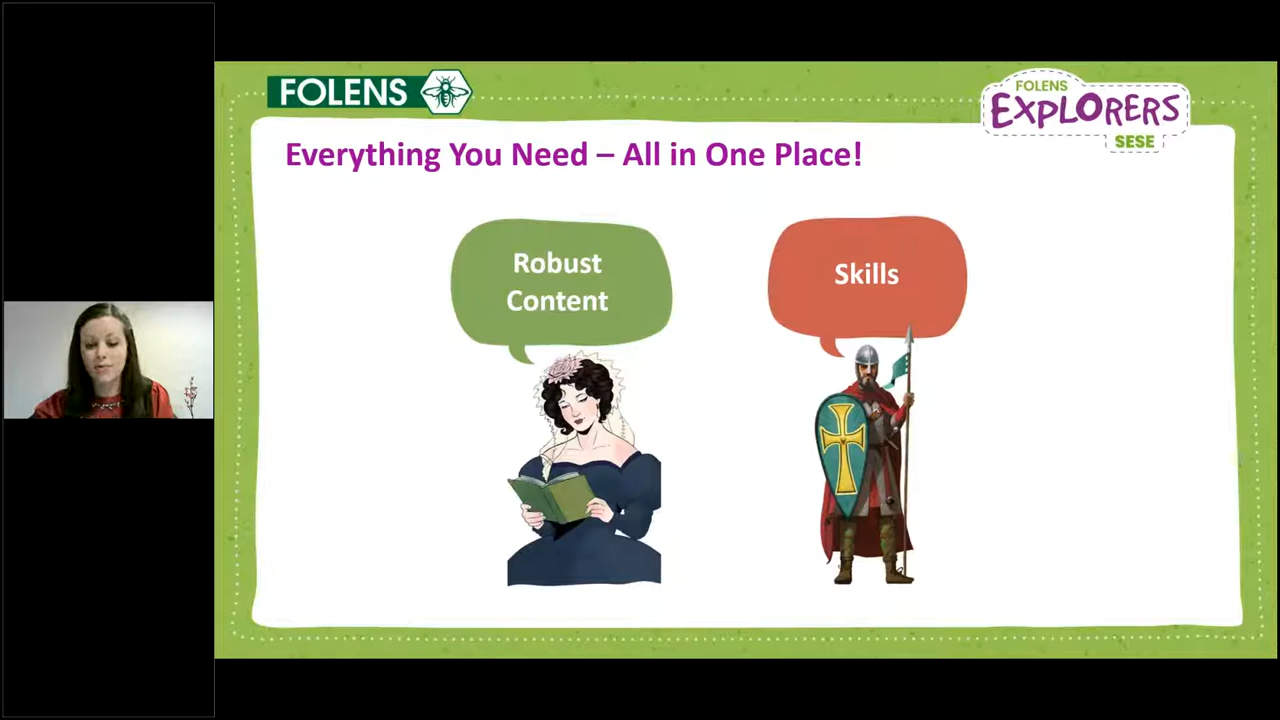 FOLENS
FOLENS
EXPLORERS
SESE
Everything You Need – All in One Place!
Robust
Content
Skills